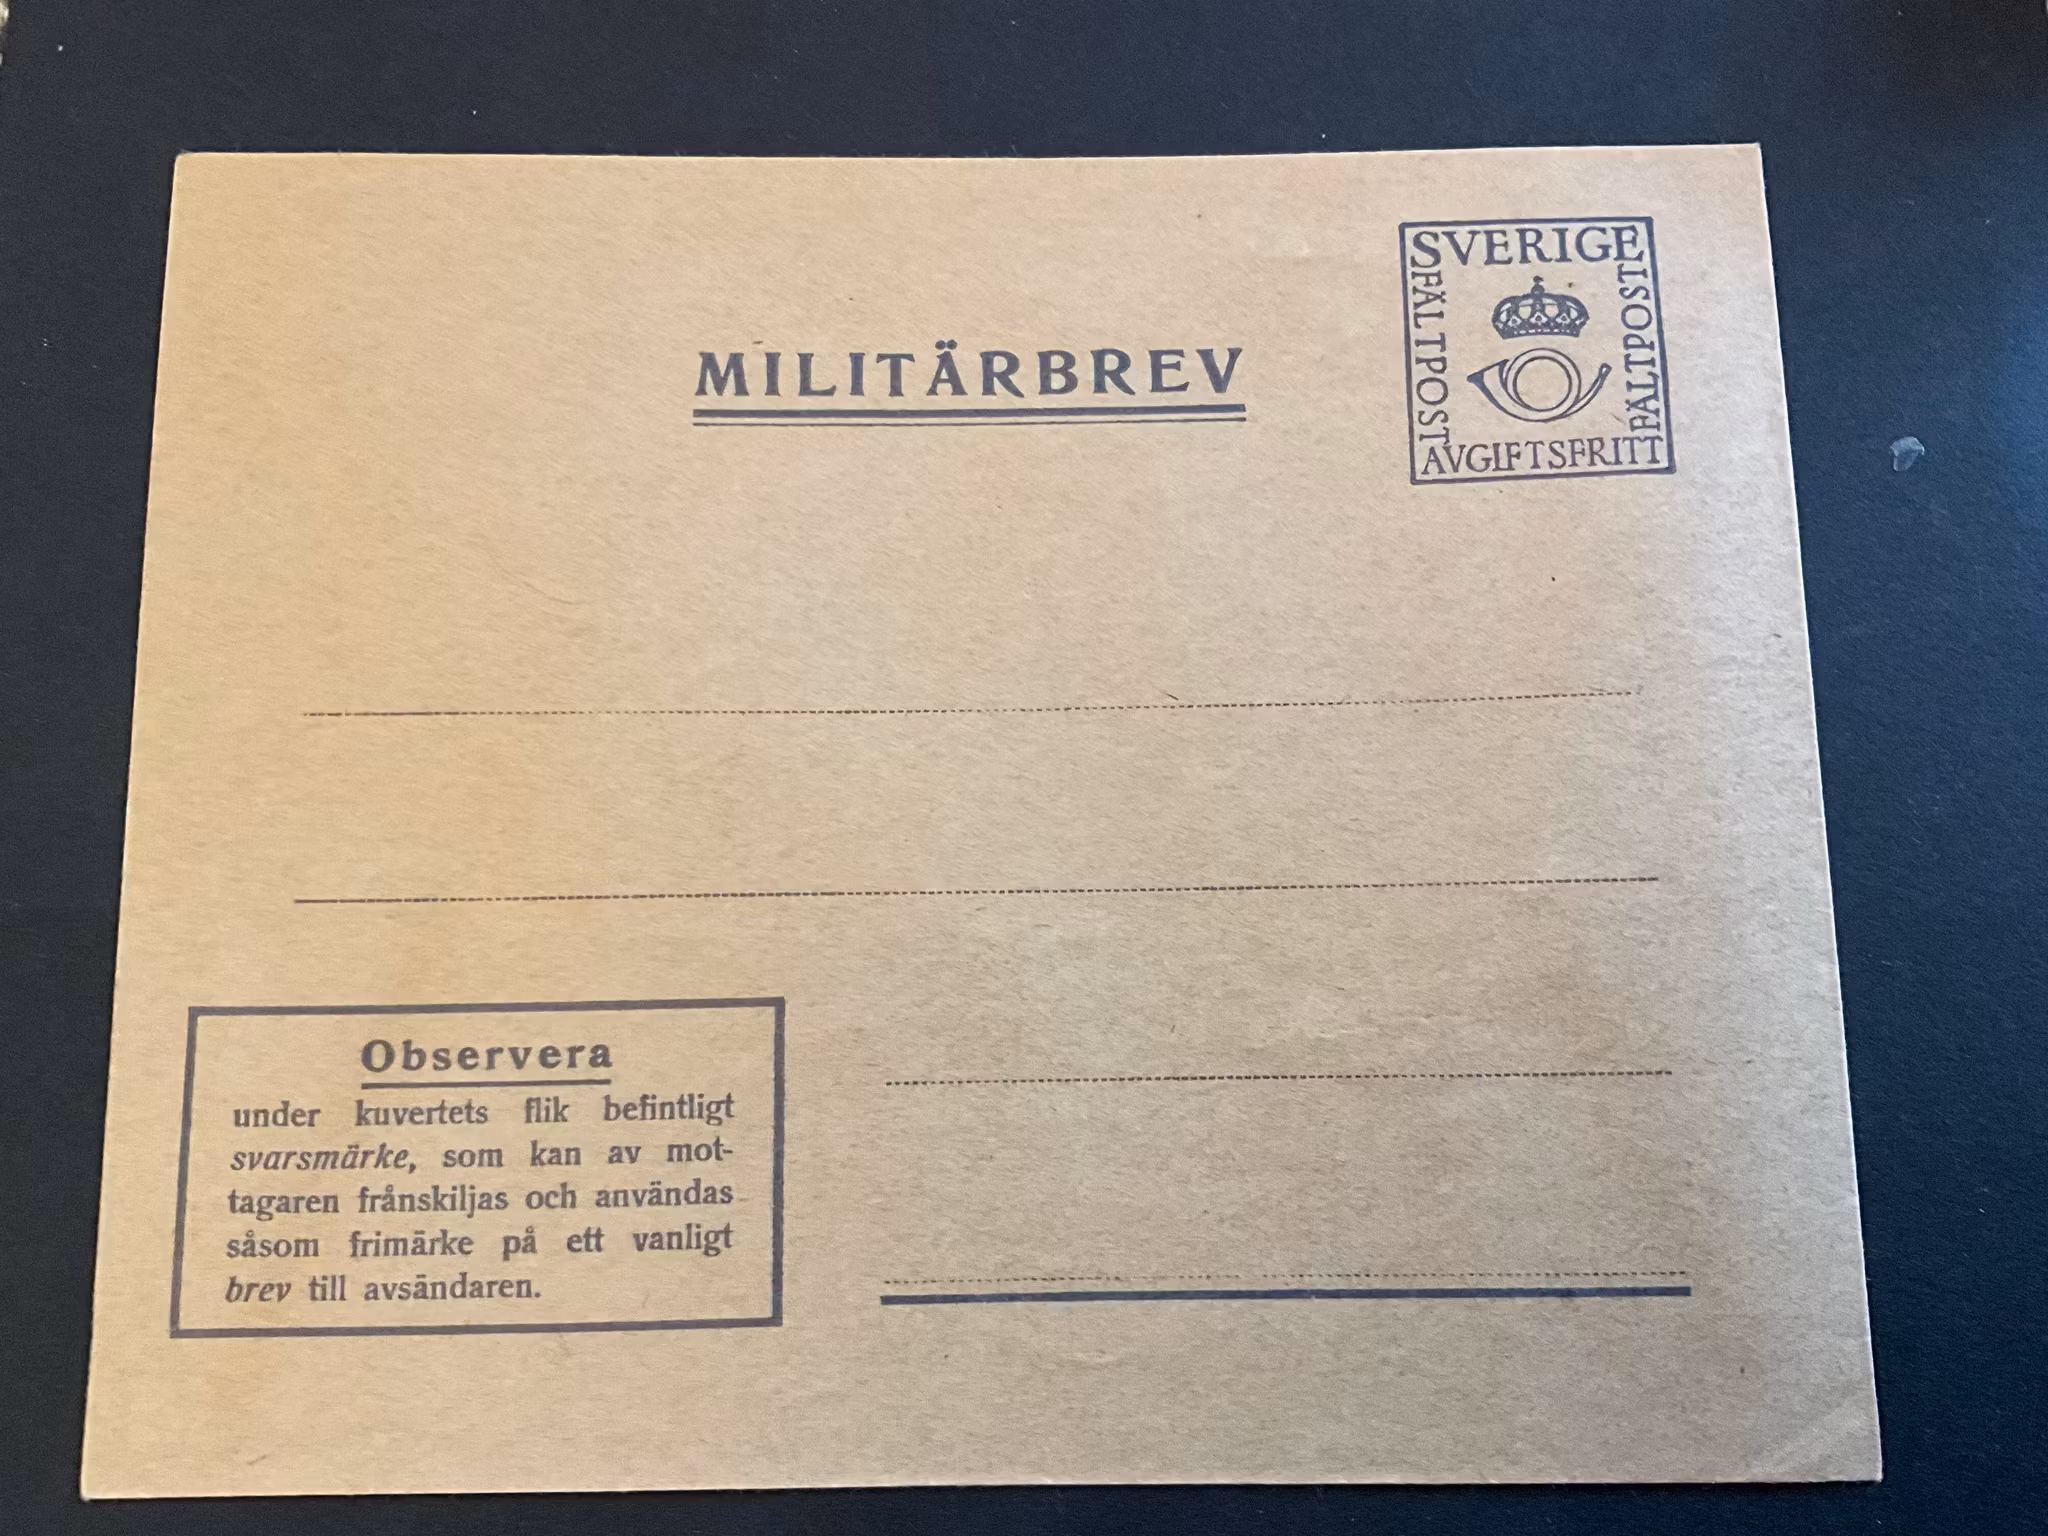 SVERIGE
FÄLTPOST
FÄLTPOST
AVGIFTSFRITT
MILITÄRBREV
Observera
under kuvertets flik befintligt
svarsmärke, som kan av mot-
tagaren frånskiljas och användas
såsom frimärke på ett vanligt
brev till avsändaren.